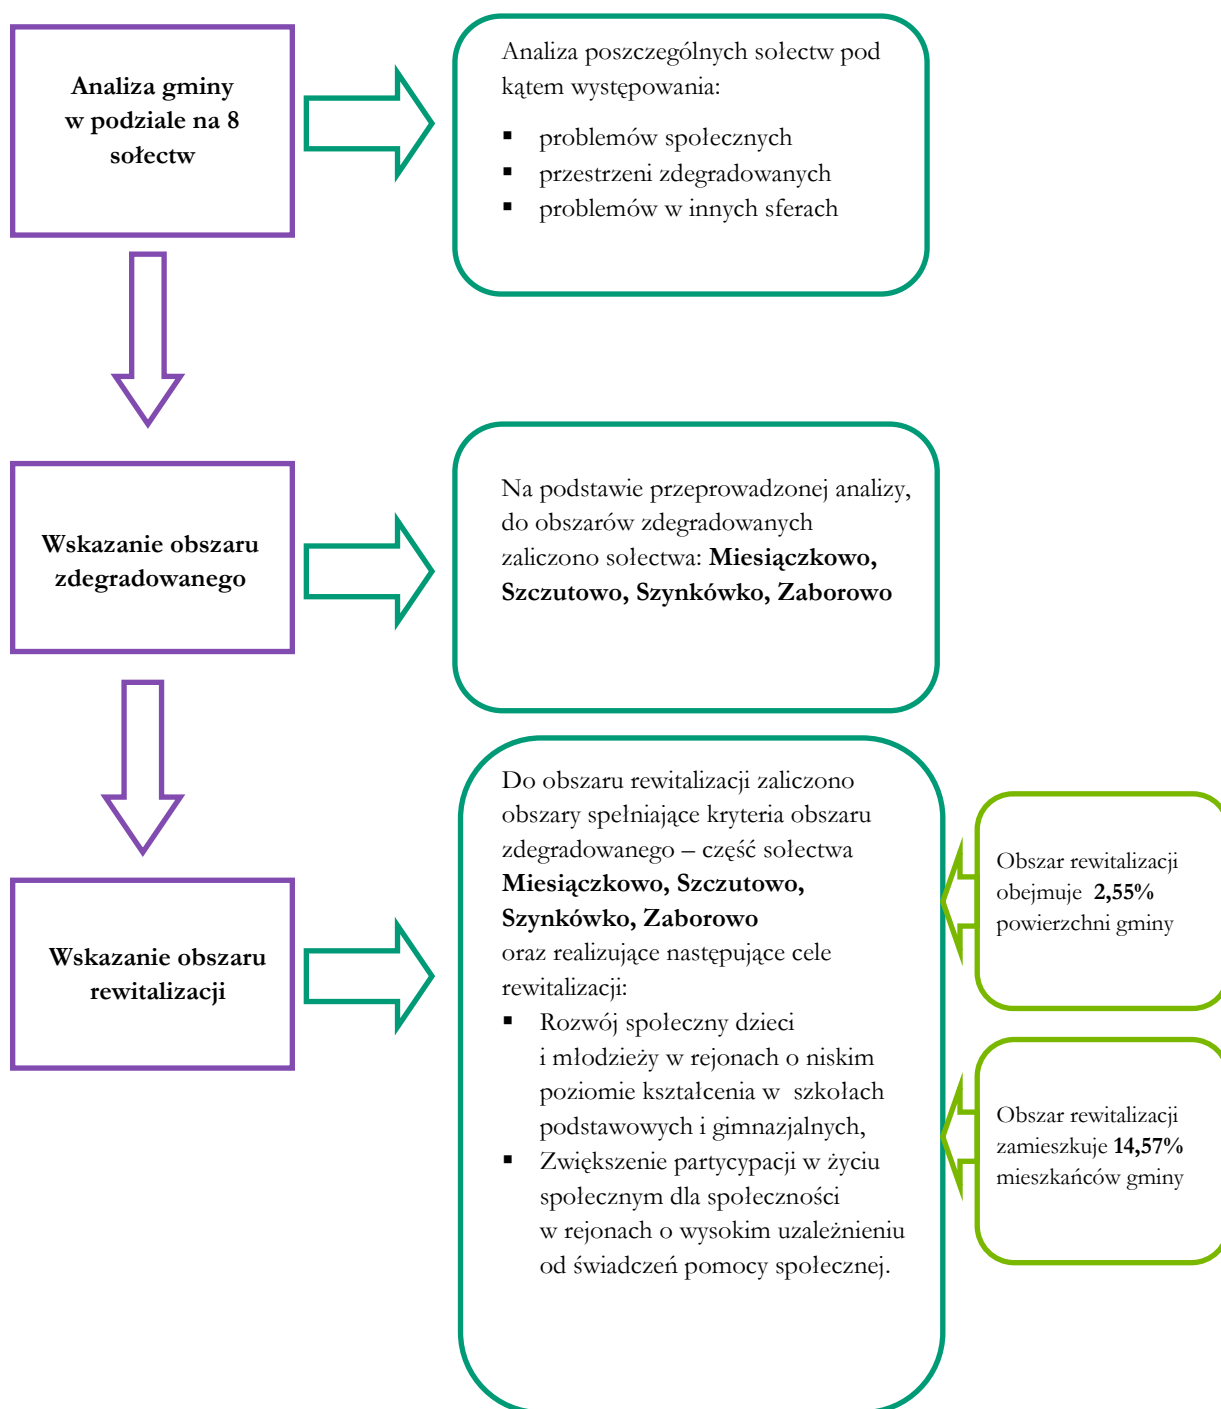 Analiza gminy
w podziale na 8
sołectw
Analiza poszczególnych sołectw pod
kątem występowania:
▪ problemów społecznych
▪ przestrzeni zdegradowanych
▪ problemów w innych sferach
Wskazanie obszaru
zdegradowanego
Na podstawie przeprowadzonej analizy,
do obszarów zdegradowanych
zaliczono sołectwa: Miesiączkowo,
Szczutowo, Szynkówko, Zaborowo
Wskazanie obszaru
rewitalizacji
Do obszaru rewitalizacji zaliczono
obszary spełniające kryteria obszaru
zdegradowanego – część sołectwa
Miesiączkowo, Szczutowo,
Szynkówko, Zaborowo
oraz realizujące następujące cele
rewitalizacji:
▪ Rozwój społeczny dzieci
i młodzieży w rejonach o niskim
poziomie kształcenia w szkołach
podstawowych i gimnazjalnych,
▪ Zwiększenie partycypacji w życiu
społecznym dla społeczności
w rejonach o wysokim uzależnieniu
od świadczeń pomocy społecznej.
Obszar rewitalizacji
obejmuje 2,55%
powierzchni gminy
Obszar rewitalizacji
zamieszkuje 14,57%
mieszkańców gminy